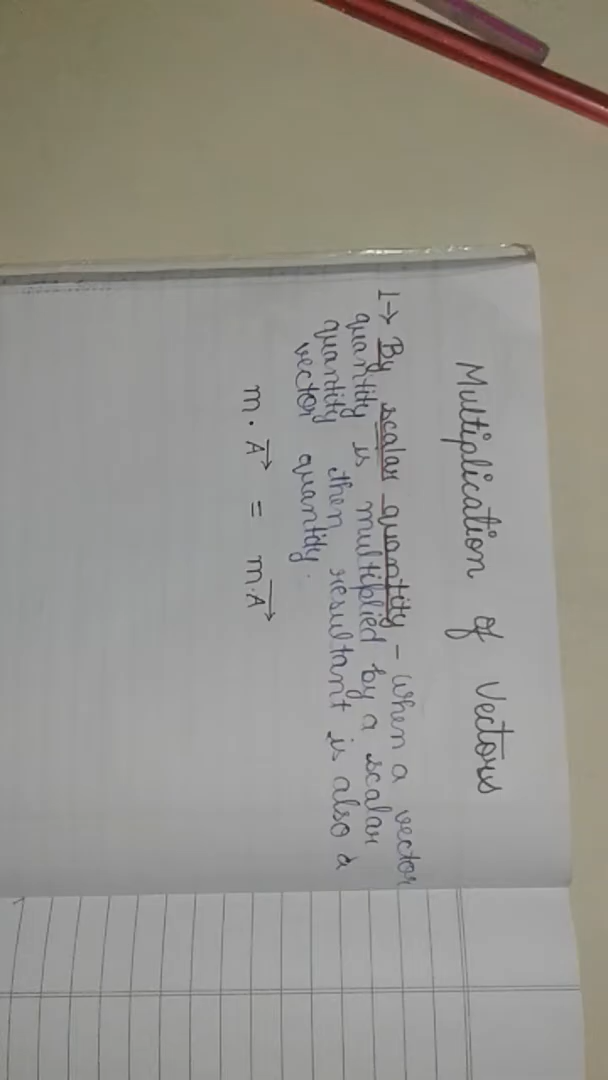 Multiplication of Vectors
1→ By scalar quantity - When a vector
quantity is multiplied by a scalar
quantity then resultant is also a
vector quantity.
m · A⃗ = m.A⃗